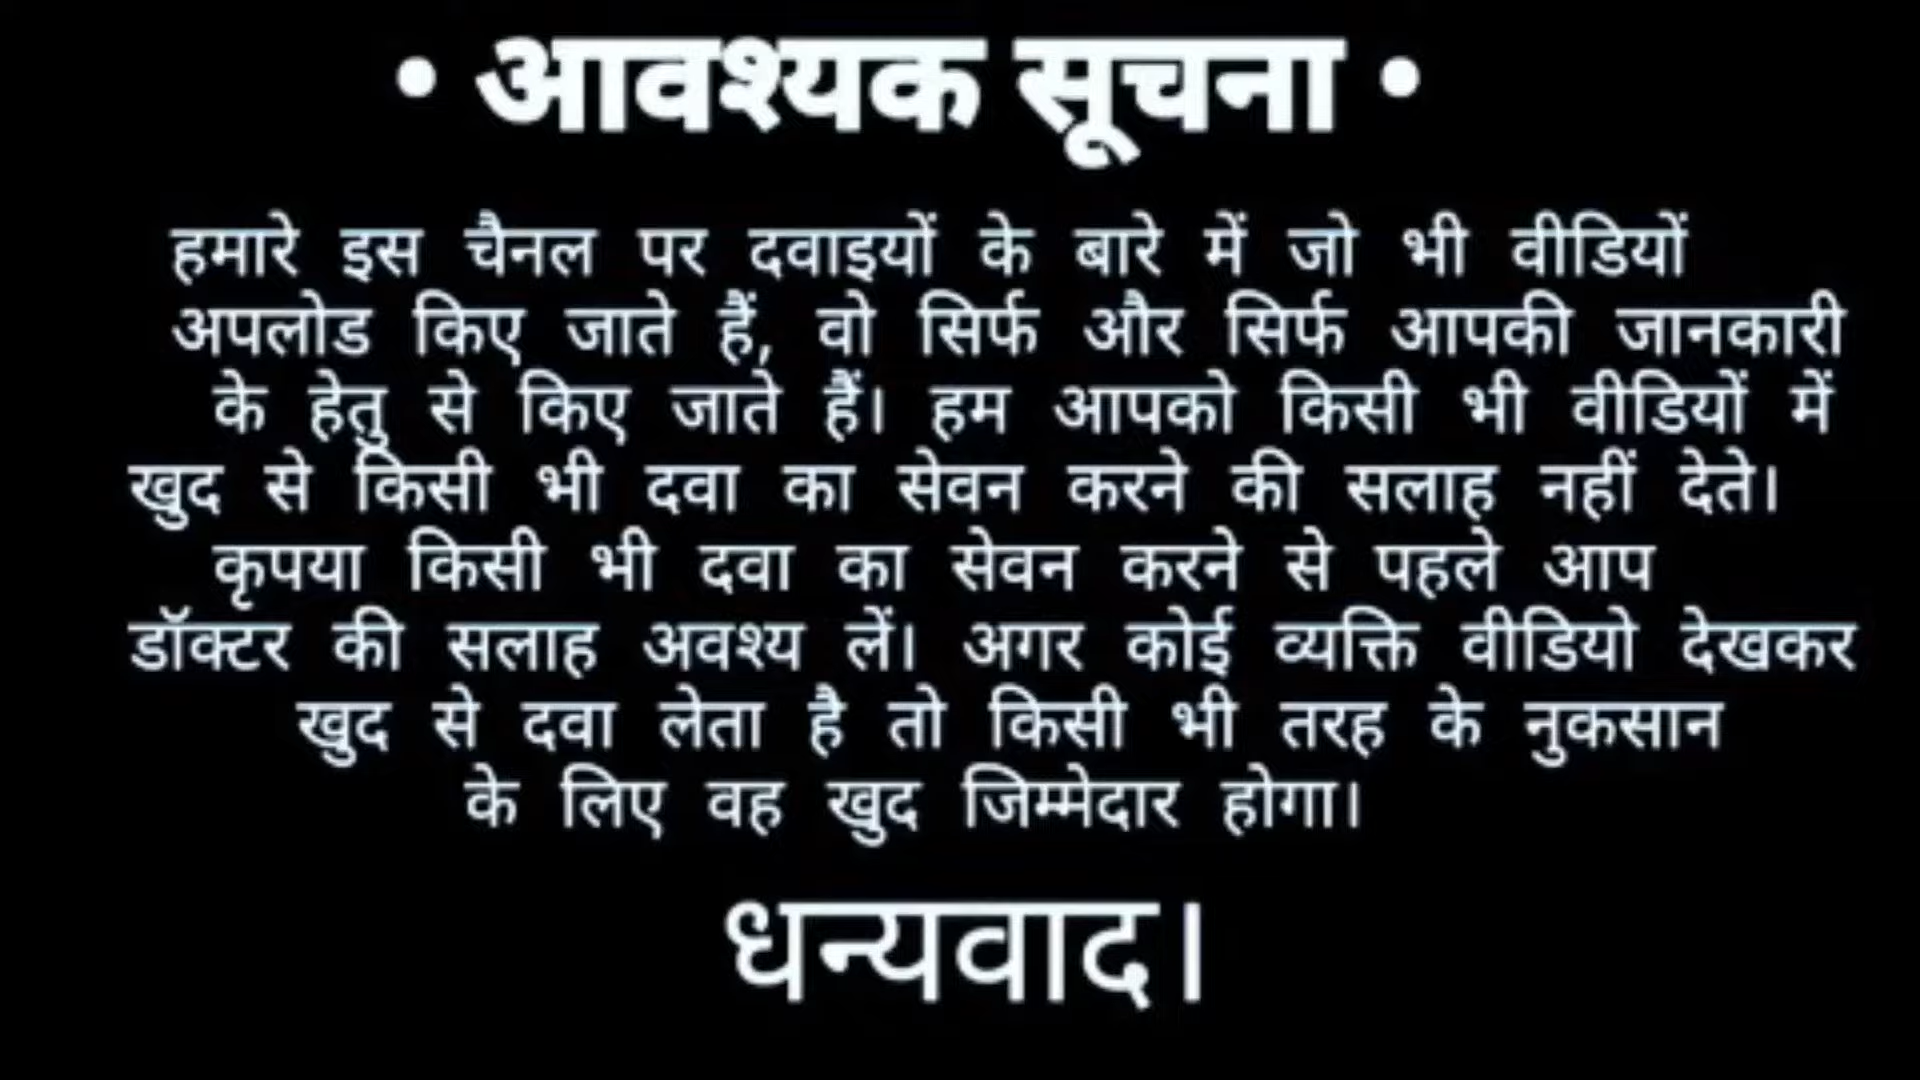 • आवश्यक सूचना •
हमारे इस चैनल पर दवाइयों के बारे में जो भी वीडियों
अपलोड किए जाते हैं, वो सिर्फ और सिर्फ आपकी जानकारी
के हेतु से किए जाते हैं। हम आपको किसी भी वीडियों में
खुद से किसी भी दवा का सेवन करने की सलाह नहीं देते।
कृपया किसी भी दवा का सेवन करने से पहले आप
डॉक्टर की सलाह अवश्य लें। अगर कोई व्यक्ति वीडियो देखकर
खुद से दवा लेता है तो किसी भी तरह के नुकसान
के लिए वह खुद जिम्मेदार होगा।
धन्यवाद।